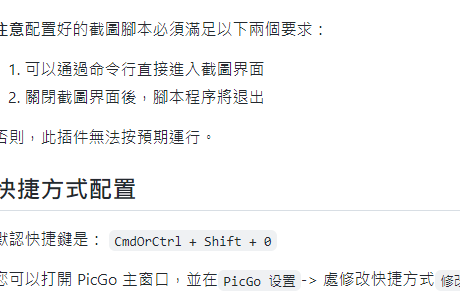 注意配置好的截圖腳本必須滿足以下兩個要求：
1. 可以通過命令行直接進入截圖界面
2. 關閉截圖界面後，腳本程序將退出
否則，此插件無法按預期運行。
快捷方式配置
默認快捷鍵是： CmdOrCtrl + Shift + 0
您可以打開 PicGo 主窗口，並在 PicGo 设置 -> 處修改快捷方式 修改